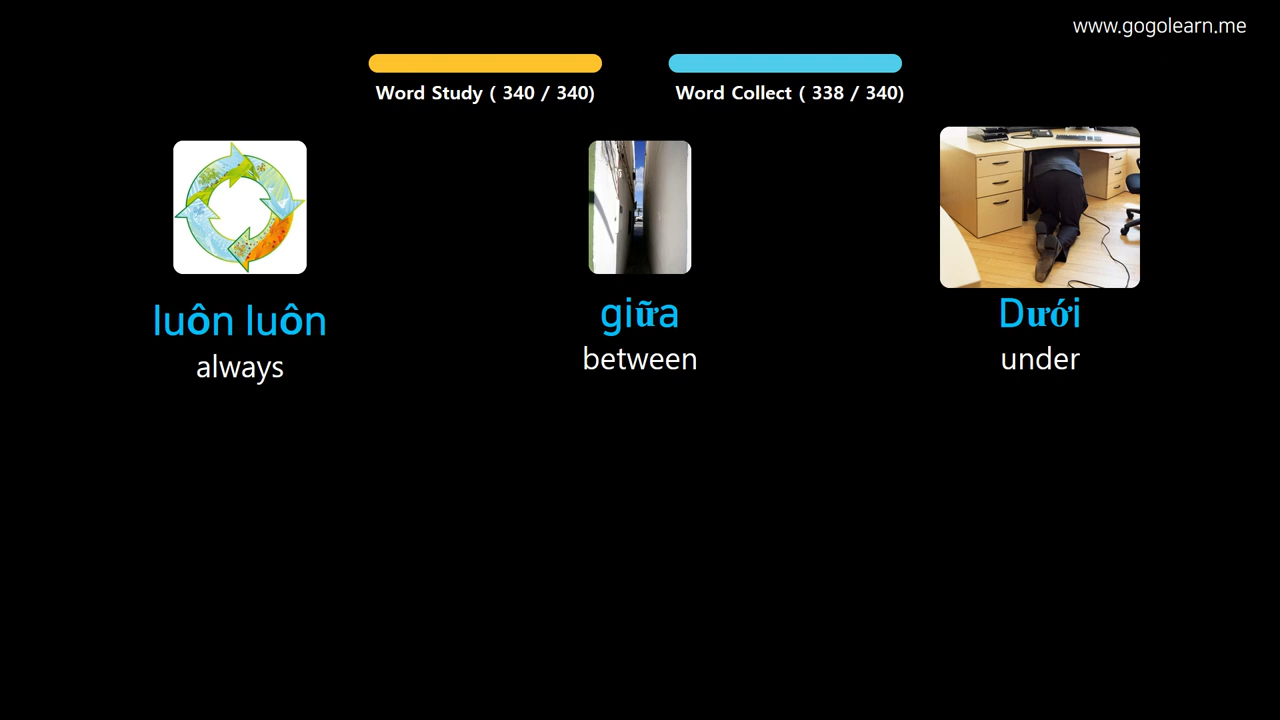 www.gogolearn.me
Word Study ( 340 / 340)
Word Collect ( 338 / 340)
luôn luôn
always
giữa
between
Dưới
under